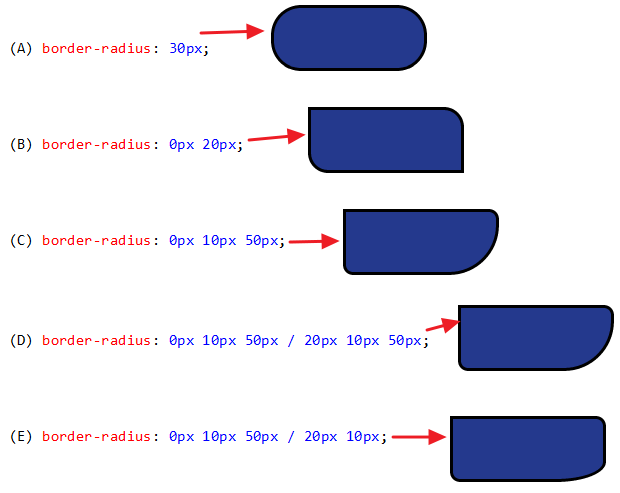 (A) border-radius: 30px;
(B) border-radius: 0px 20px;
(C) border-radius: 0px 10px 50px;
(D) border-radius: 0px 10px 50px / 20px 10px 50px;
(E) border-radius: 0px 10px 50px / 20px 10px;